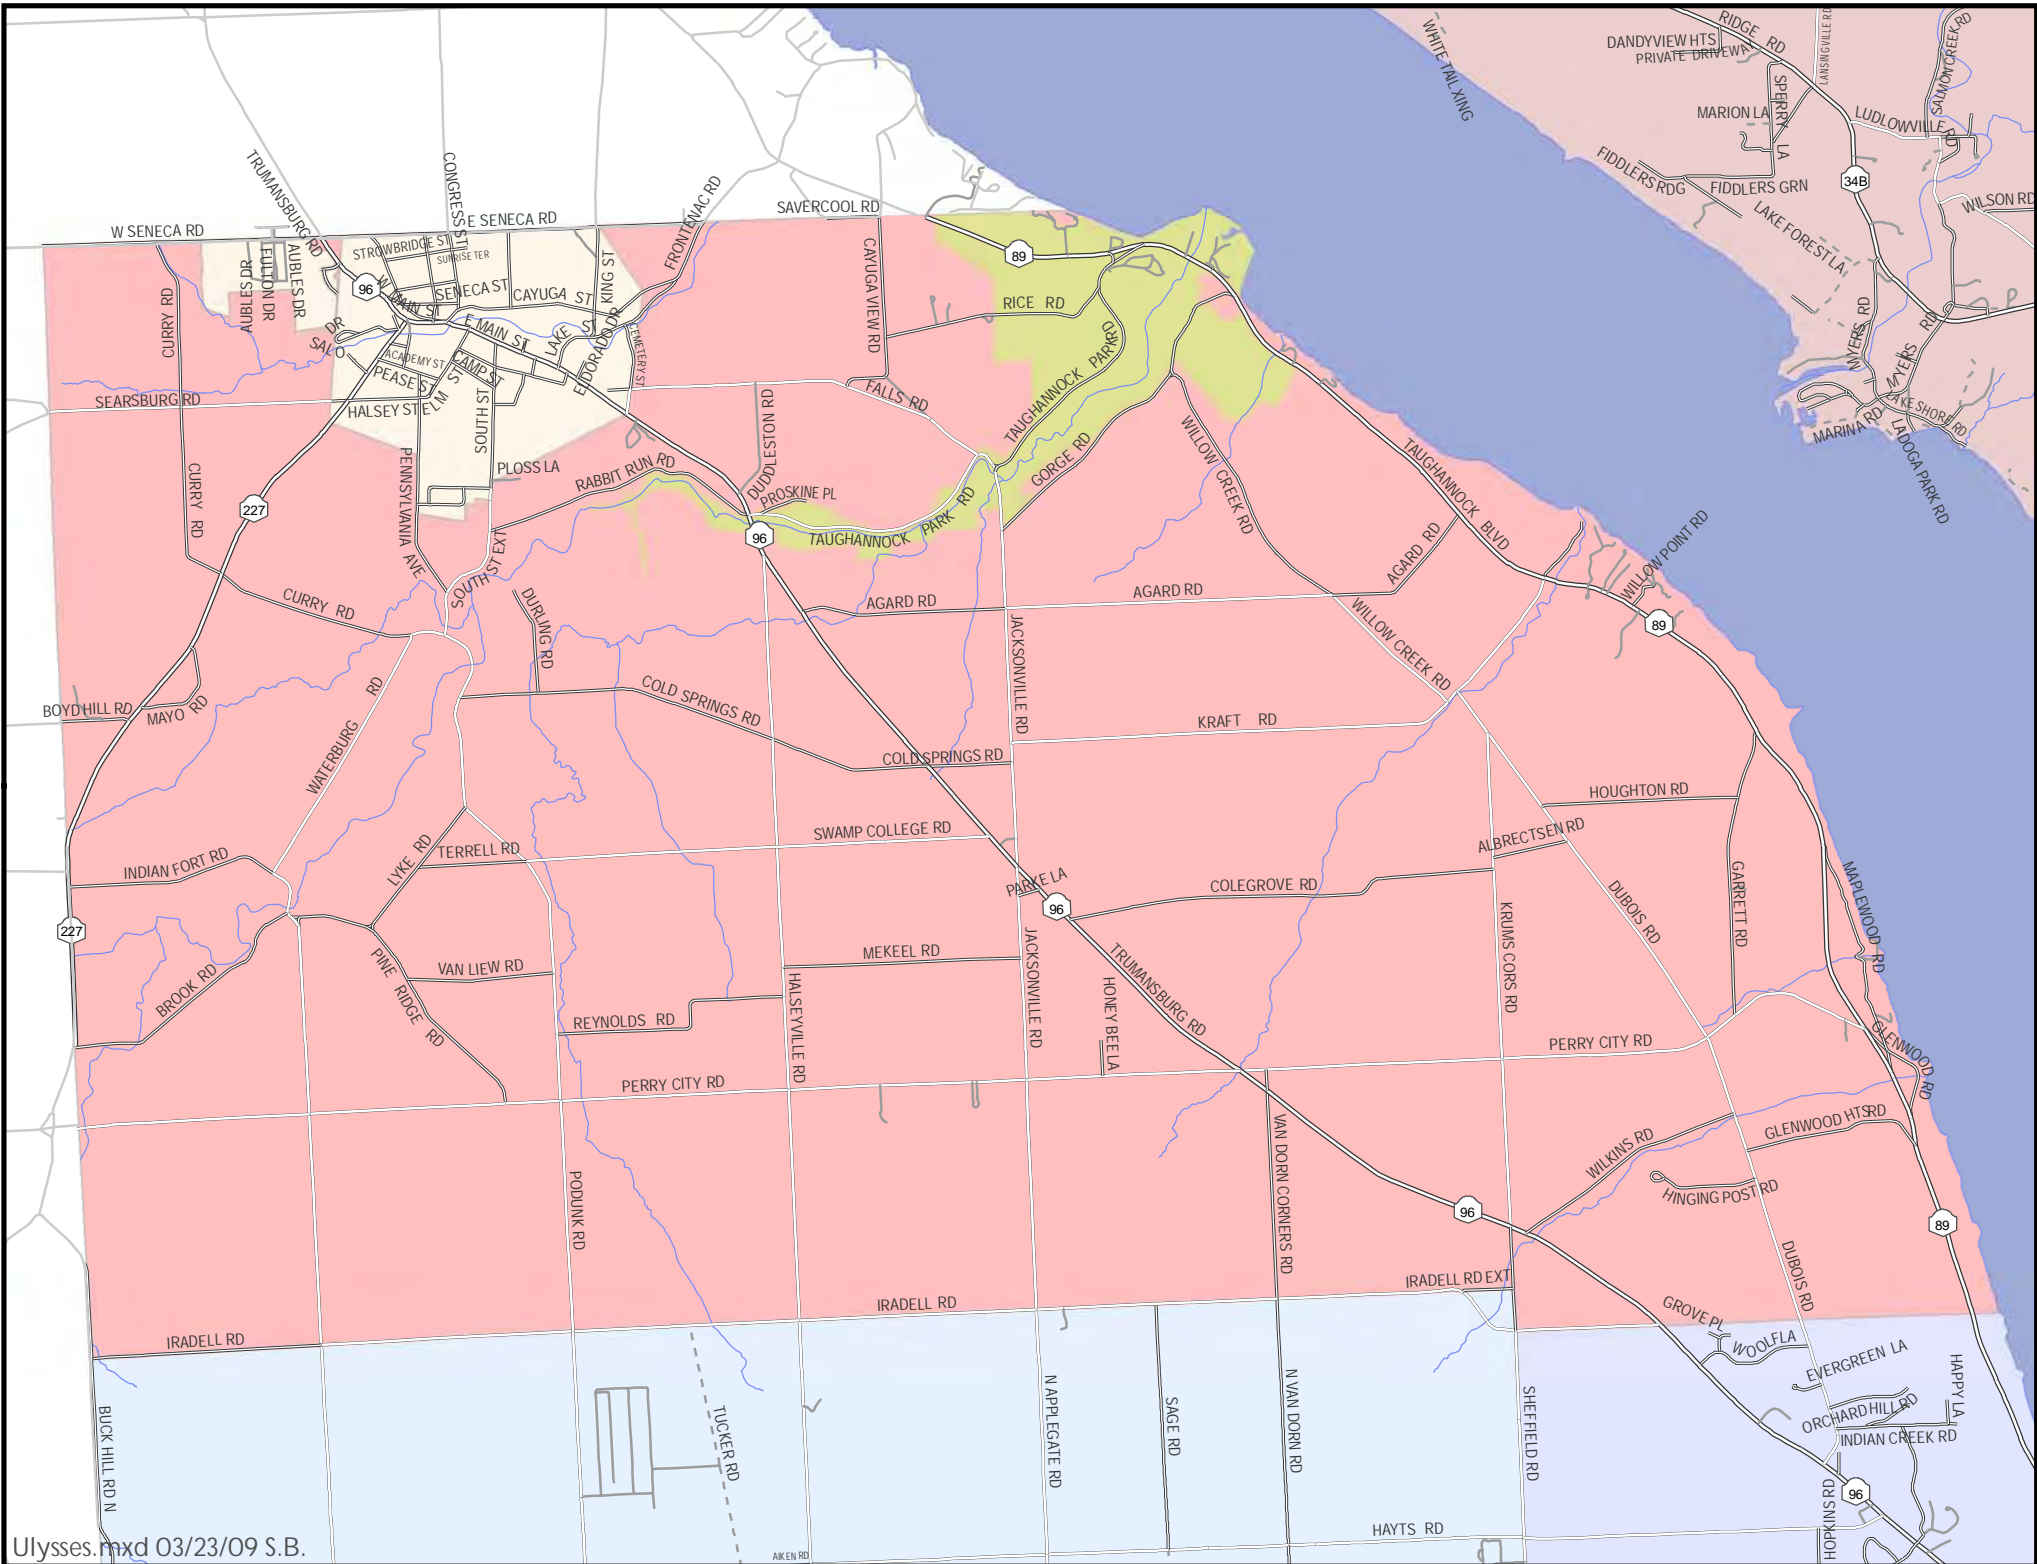 RIDGE RD
LANSINGVILLE RD
SALMON CREEK RD
DANDYVIEW HTS
PRIVATE DRIVEWAY
WHITE TAIL XING
SPERRY LA
MARION LA
LUDLOWVILLE RD
FIDDLERS RDG
FIDDLERS GRN
34B
WILSON RD
LAKE FOREST LA
TRUMANSBURG RD
CONGRESS ST
FRONTENAC RD
SAVERCOOL RD
W SENECA RD
E SENECA RD
STROWBRIDGE ST
SUNRISE TER
AUBLES DR
FULTON DR
AUBLES DR
96
W MAIN ST
SENECA ST
CAYUGA ST
KING ST
CAYUGA VIEW RD
89
RICE RD
CURRY RD
SALO DR
E MAIN ST
LAKE ST
ELDORADO DR
CEMETERY ST
ACADEMY ST
CAMP ST
PEASE ST
TAUGHANNOCK PARK RD
MYERS RD
MYERS RD
LAKE SHORE RD
MARINA RD
LADOGA PARK RD
SEARSBURG RD
HALSEY ST
ELM ST
SOUTH ST
DUDDLESTON RD
FALLS RD
WILLOW CREEK RD
GORGE RD
TAUGHANNOCK BLVD
PENNSYLVANIA AVE
PLOSS LA
RABBIT RUN RD
PROSKINE PL
CURRY RD
227
96
TAUGHANNOCK PARK RD
AGARD RD
WILLOW POINT RD
SOUTH ST EXT
CURRY RD
DURLING RD
AGARD RD
AGARD RD
WILLOW CREEK RD
89
JACKSONVILLE RD
BOYD HILL RD
MAYO RD
WATERBURG RD
COLD SPRINGS RD
COLD SPRINGS RD
KRAFT RD
HOUGHTON RD
SWAMP COLLEGE RD
ALBRECTSEN RD
INDIAN FORT RD
LYKE RD
TERRELL RD
PARKE LA
96
COLEGROVE RD
DUBOIS RD
GARRETT RD
MAPLEWOOD RD
227
KRUMS CORS RD
BROOK RD
PINE RIDGE RD
VAN LIEW RD
MEKEEL RD
JACKSONVILLE RD
TRUMANSBURG RD
HONEY BEE LA
HALSEYVILLE RD
REYNOLDS RD
PERRY CITY RD
PERRY CITY RD
GLENWOOD RD
GLENWOOD HTS RD
VAN DORN CORNERS RD
WILKINS RD
HINGING POST RD
PODUNK RD
96
89
DUBOIS RD
IRADELL RD EXT
IRADELL RD
IRADELL RD
GROVE PL
WOOLF LA
EVERGREEN LA
HAPPY LA
ORCHARD HILL RD
INDIAN CREEK RD
BUCK HILL RD N
TUCKER RD
N APPLEGATE RD
SAGE RD
N VAN DORN RD
SHEFFIELD RD
HOPKINS RD
96
HAYTS RD
AIKEN RD
Ulysses.mxd 03/23/09 S.B.